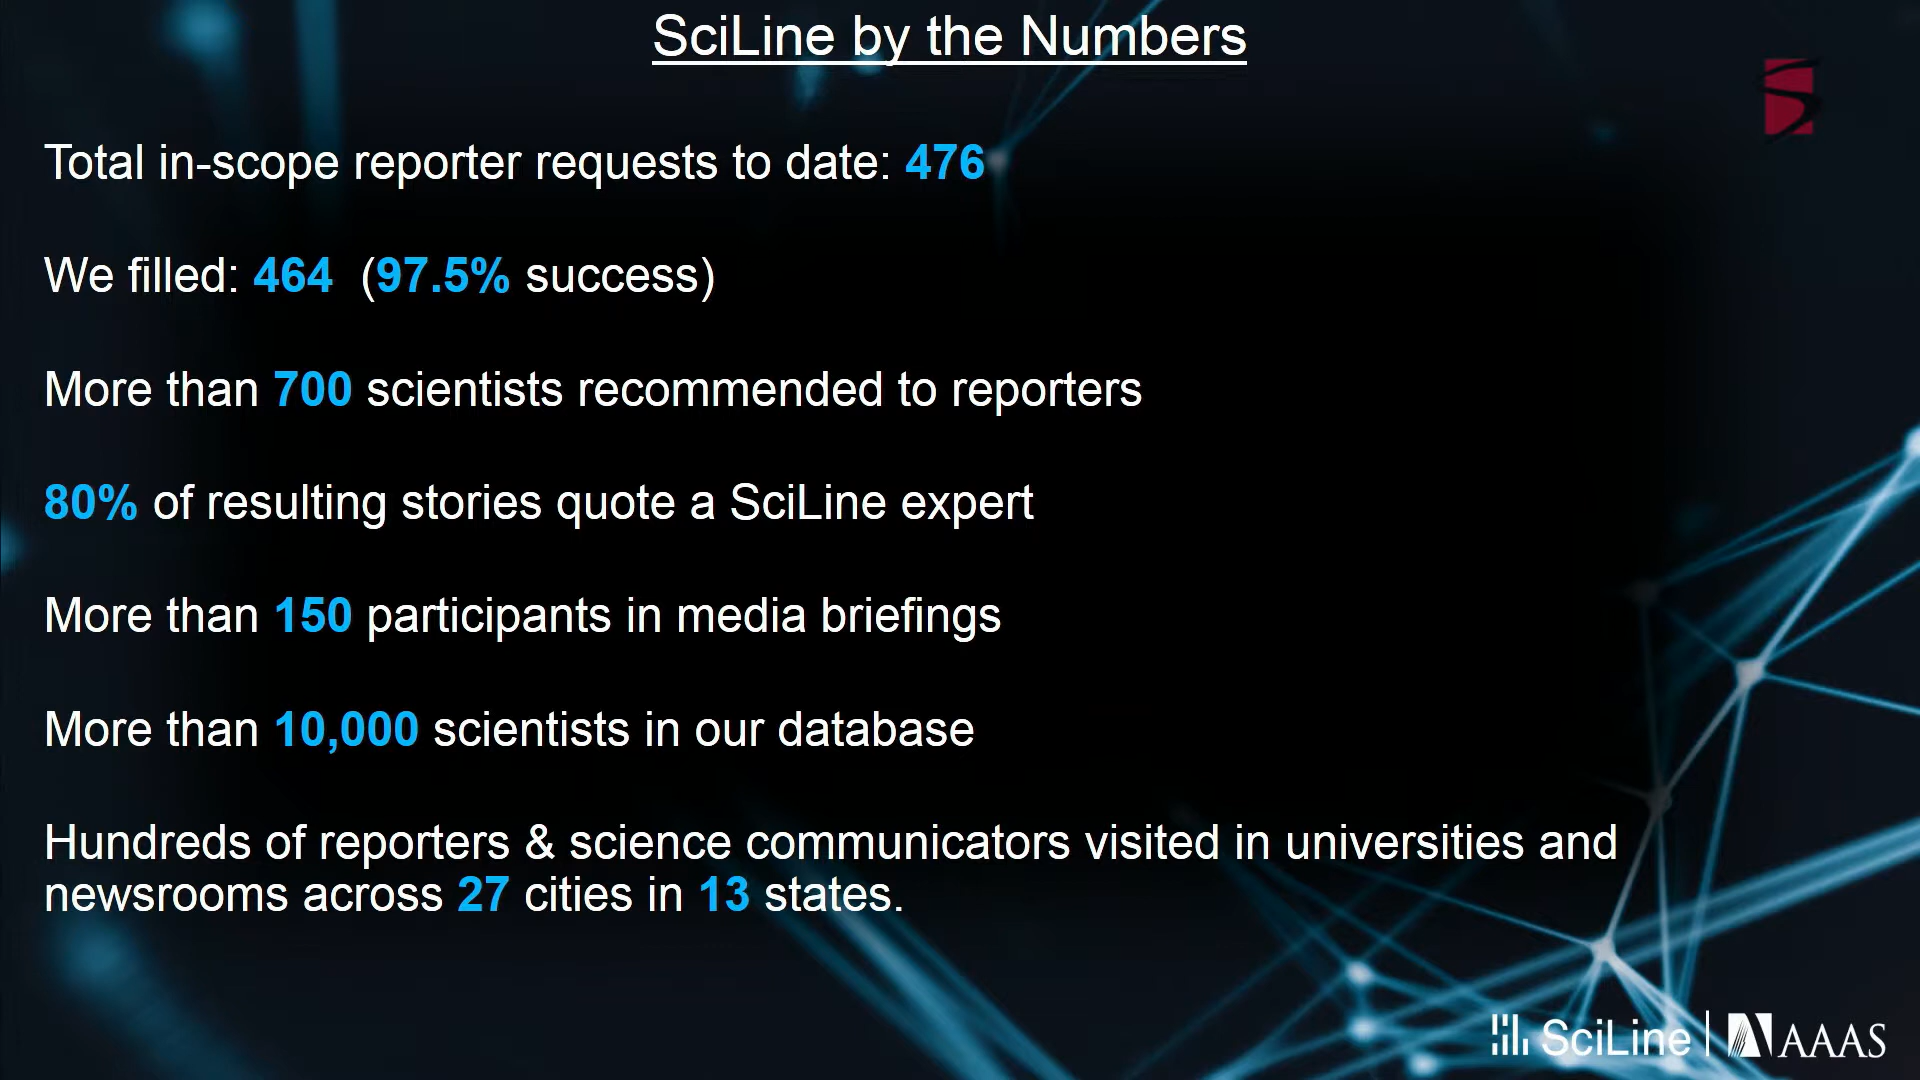 SciLine by the Numbers
Total in-scope reporter requests to date: 476
We filled: 464  (97.5% success)
More than 700 scientists recommended to reporters
80% of resulting stories quote a SciLine expert
More than 150 participants in media briefings
More than 10,000 scientists in our database
Hundreds of reporters & science communicators visited in universities and
newsrooms across 27 cities in 13 states.
SciLine | AAAS